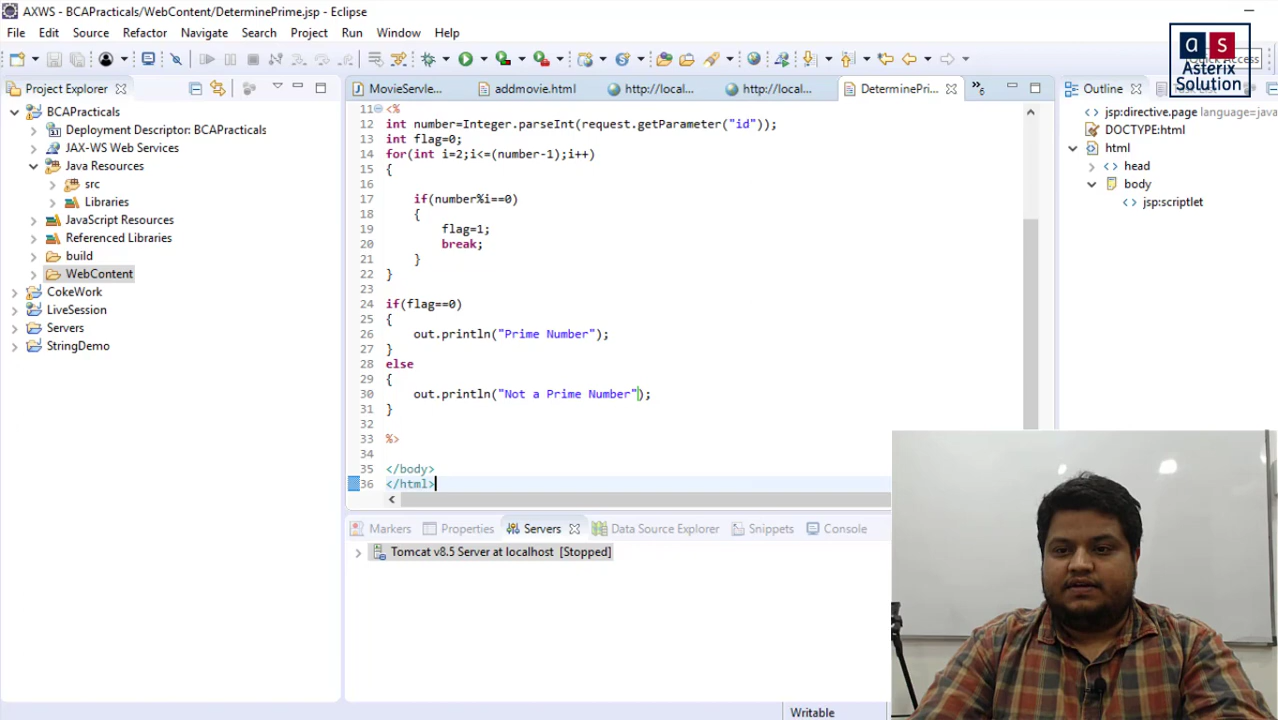 AXWS - BCAPracticals/WebContent/DeterminePrime.jsp - Eclipse
File Edit Source Refactor Navigate Search Project Run Window Help
a s
Asterix
Solution
Project Explorer
MovieServle...
addmovie.html
http://local...
http://local...
DeterminePri...
»6
Outline
BCAPracticals
Deployment Descriptor: BCAPracticals
JAX-WS Web Services
Java Resources
src
Libraries
JavaScript Resources
Referenced Libraries
build
WebContent
CokeWork
LiveSession
Servers
StringDemo
11 <%
12 int number=Integer.parseInt(request.getParameter("id"));
13 int flag=0;
14 for(int i=2;i<=(number-1);i++)
15 {
16
17 if(number%i==0)
18 {
19 flag=1;
20 break;
21 }
22 }
23
24 if(flag==0)
25 {
26 out.println("Prime Number");
27 }
28 else
29 {
30 out.println("Not a Prime Number");
31 }
32
33 %>
34
35 </body>
36 </html>
jsp:directive.page language=java
DOCTYPE:html
html
head
body
jsp:scriptlet
Markers Properties Servers Data Source Explorer Snippets Console
Tomcat v8.5 Server at localhost [Stopped]
Writable